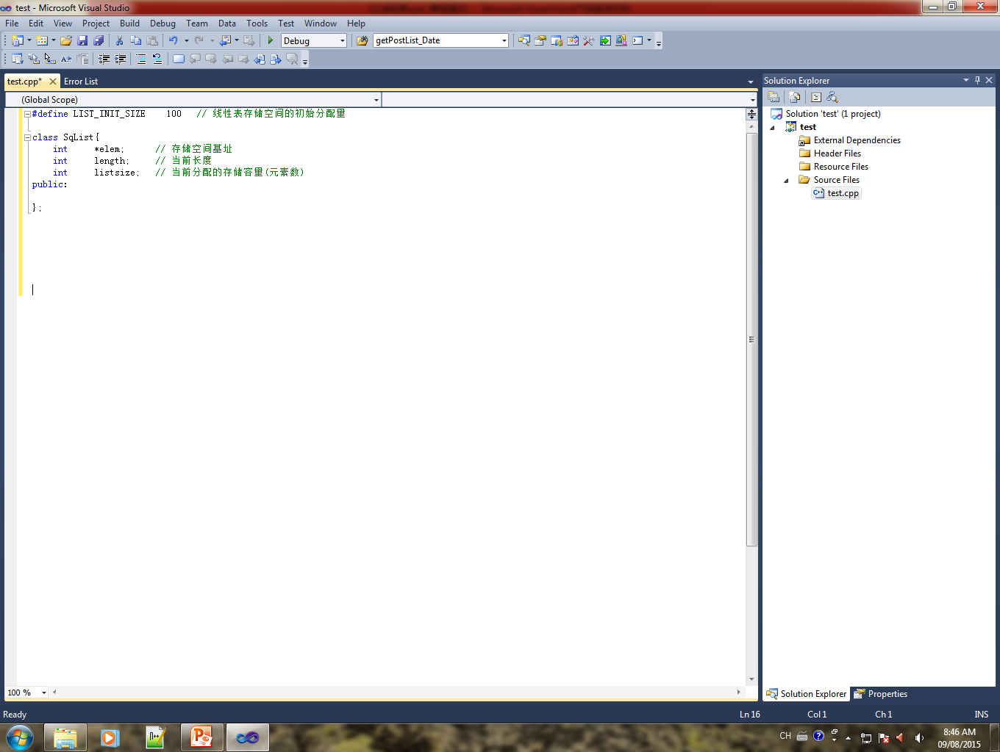 test - Microsoft Visual Studio
File Edit View Project Build Debug Team Data Tools Test Window Help
Debug getPostList_Date
test.cpp* Error List
(Global Scope)
#define LIST_INIT_SIZE 100 // 线性表存储空间的初始分配量
class SqList{
int *elem; // 存储空间基址
int length; // 当前长度
int listsize; // 当前分配的存储容量(元素数)
public:
};
100 %
Solution Explorer
Solution 'test' (1 project)
test
External Dependencies
Header Files
Resource Files
Source Files
test.cpp
Solution Explorer Properties
Ready Ln 16 Col 1 Ch 1 INS
CH 8:46 AM
09/08/2015